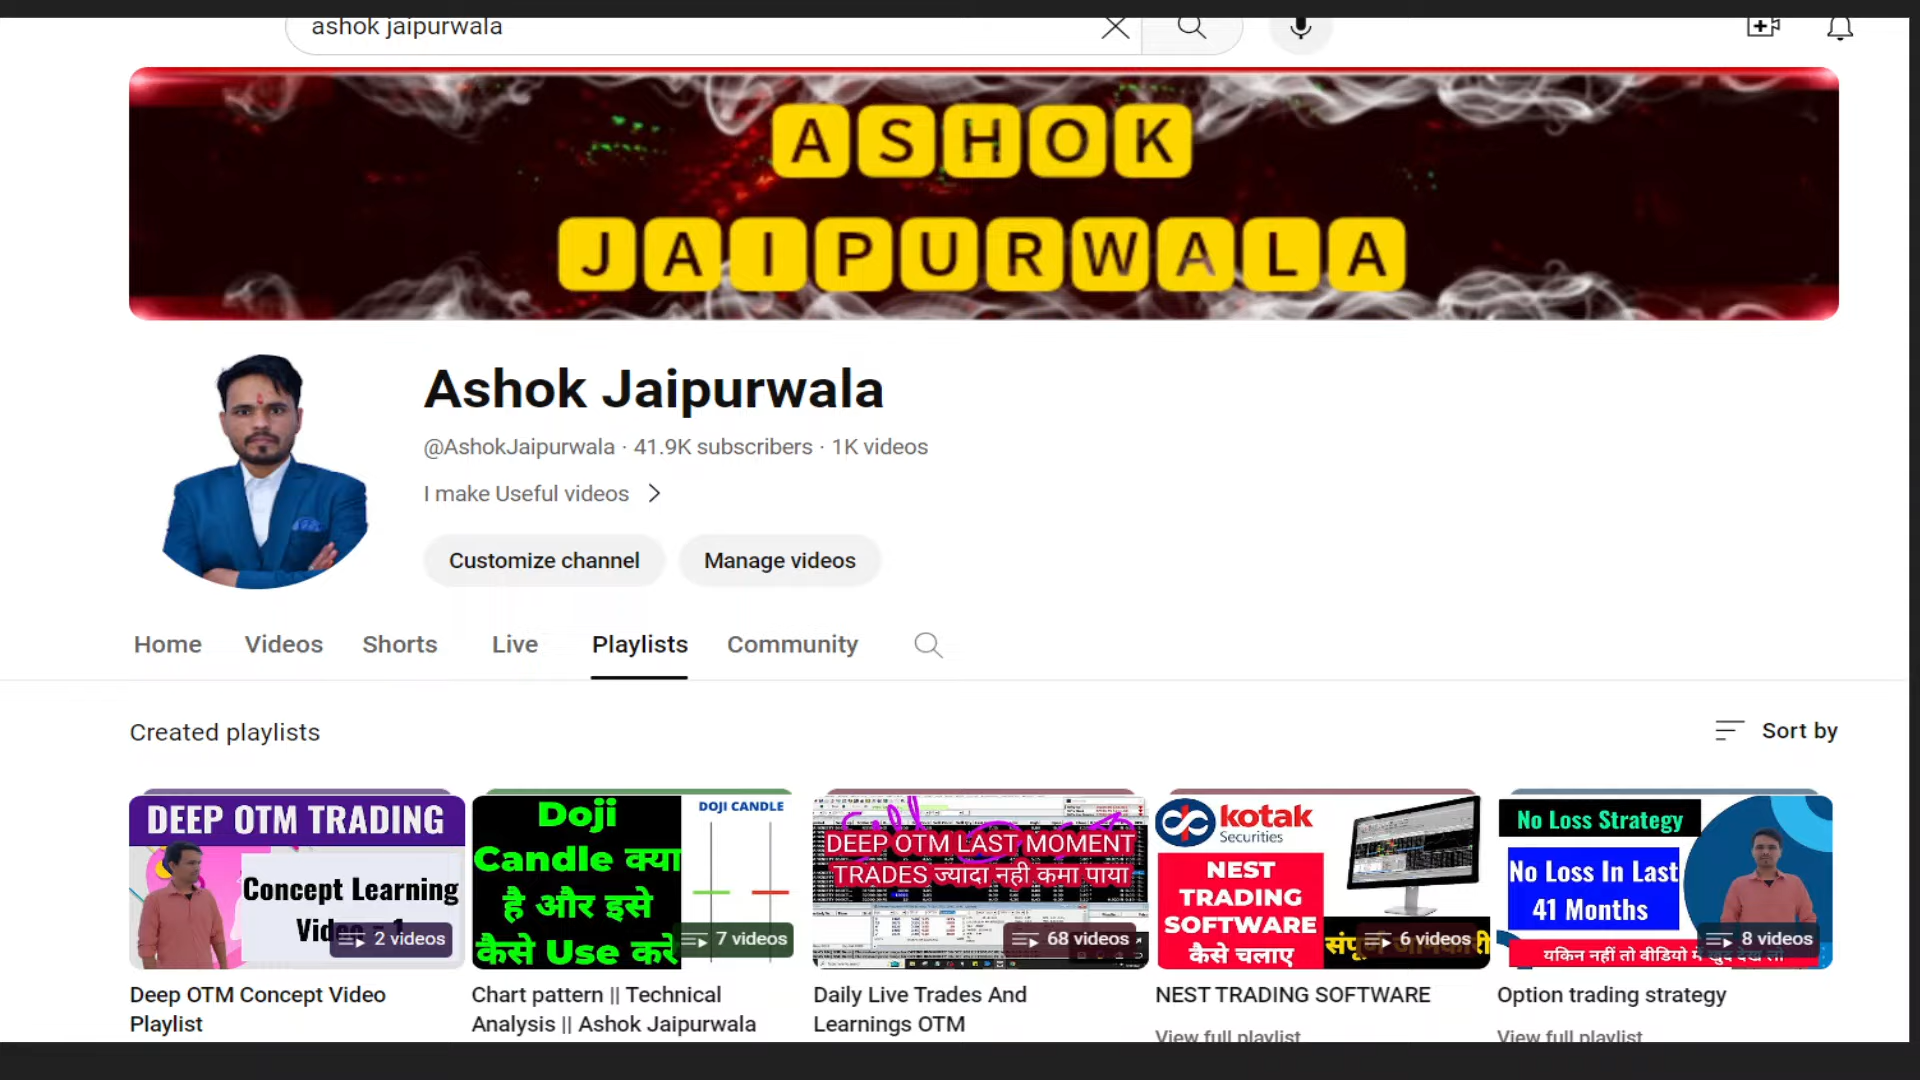 ashok jaipurwala
ASHOK
JAIPURWALA
Ashok Jaipurwala
@AshokJaipurwala · 41.9K subscribers · 1K videos
I make Useful videos
Customize channel
Manage videos
Home
Videos
Shorts
Live
Playlists
Community
Created playlists
Sort by
DEEP OTM TRADING
Concept Learning
2 videos
Deep OTM Concept Video
Playlist
Doji
Candle क्या
है और इसे
कैसे Use करे
DOJI CANDLE
7 videos
Chart pattern || Technical
Analysis || Ashok Jaipurwala
DEEP OTM LAST MOMENT
TRADES ज्यादा नही कमा पाया
68 videos
Daily Live Trades And
Learnings OTM
kotak
Securities
NEST
TRADING
SOFTWARE
कैसे चलाए
6 videos
NEST TRADING SOFTWARE
View full playlist
No Loss Strategy
No Loss In Last
41 Months
यकिन नहीं तो वीडियो
8 videos
Option trading strategy
View full playlist